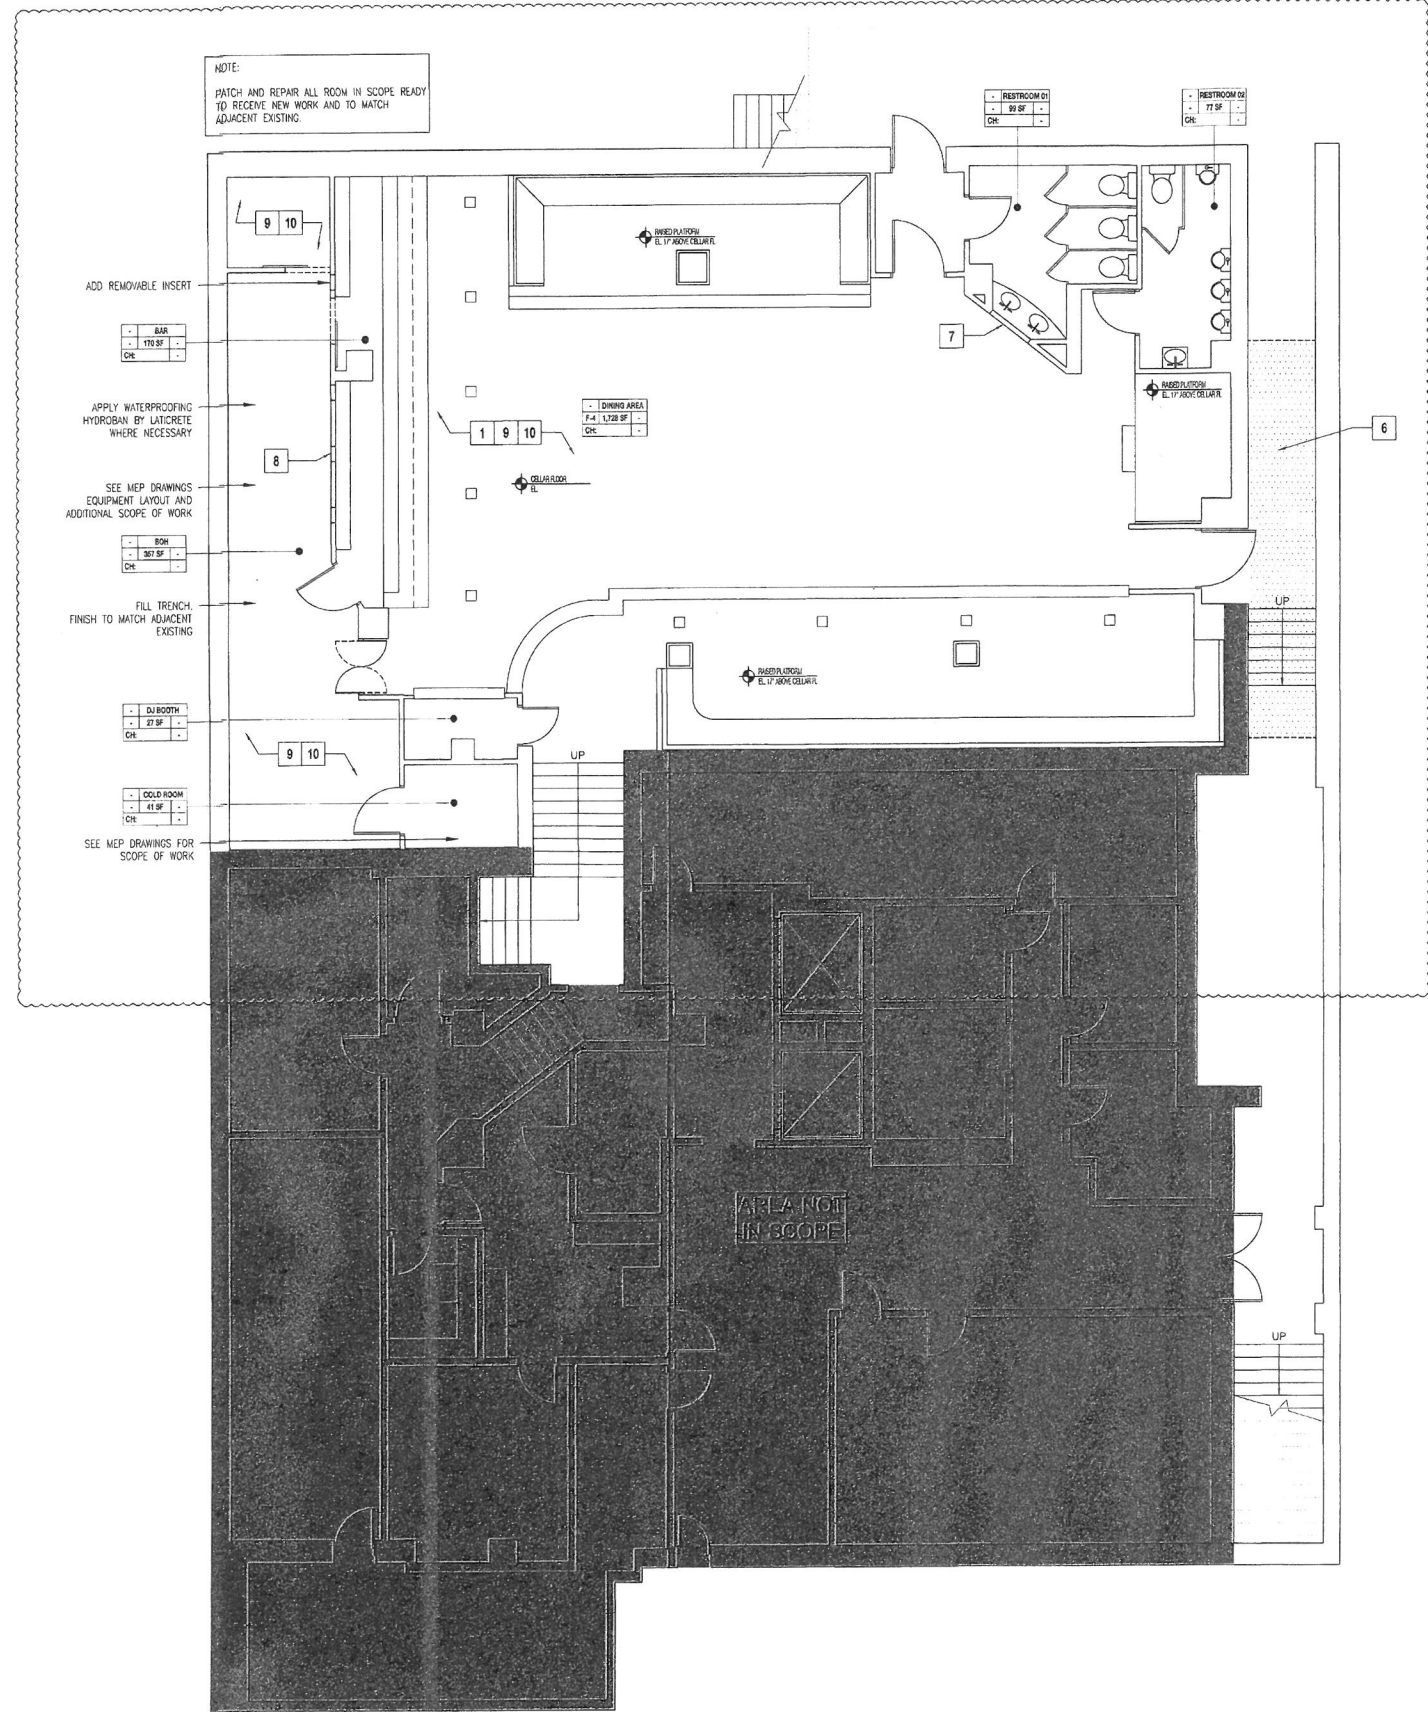 NOTE:
PATCH AND REPAIR ALL ROOM IN SCOPE READY
TO RECEIVE NEW WORK AND TO MATCH
ADJACENT EXISTING.
- RESTROOM 01
- 99 SF -
CH: -
- RESTROOM 02
- 77 SF -
CH: -
9 10
RAISED PLATFORM
EL. 17" ABOVE CELLAR FL.
ADD REMOVABLE INSERT
- BAR
- 170 SF -
CH: -
7
RAISED PLATFORM
EL. 17" ABOVE CELLAR FL.
APPLY WATERPROOFING
HYDROBAN BY LATICRETE
WHERE NECESSARY
- DINING AREA
F-4 1,728 SF -
CH: -
1 9 10
6
8
CELLAR FLOOR
EL.
SEE MEP DRAWINGS
EQUIPMENT LAYOUT AND
ADDITIONAL SCOPE OF WORK
- BOH
- 367 SF -
CH: -
FILL TRENCH.
FINISH TO MATCH ADJACENT
EXISTING
UP
RAISED PLATFORM
EL. 17" ABOVE CELLAR FL.
- DJ BOOTH
- 27 SF -
CH: -
9 10
UP
- COLD ROOM
- 41 SF -
CH: -
SEE MEP DRAWINGS FOR
SCOPE OF WORK
AREA NOT
IN SCOPE
UP